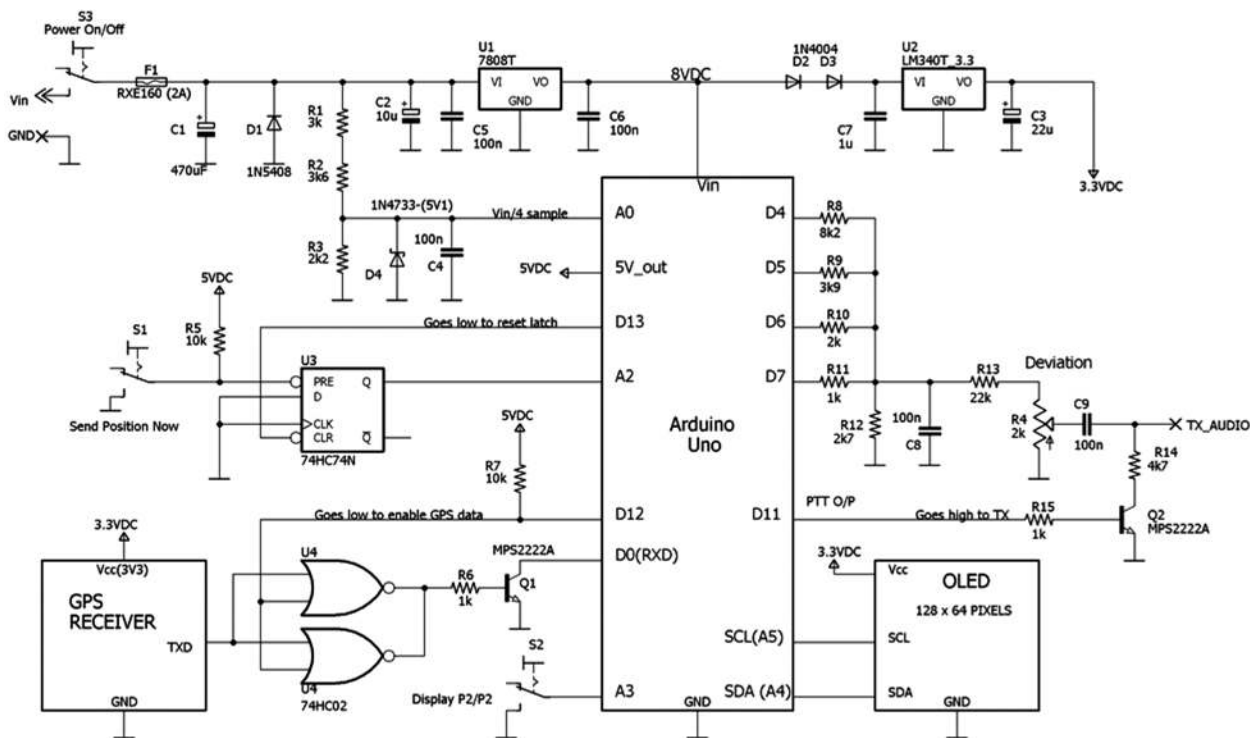 S3
Power On/Off
Vin
GND
F1
RXE160 (2A)
C1
470uF
D1
1N5408
R1
3k
R2
3k6
R3
2k2
C2
10u
C5
100n
U1
7808T
VI VO
GND
C6
100n
8VDC
1N4004
D2 D3
C7
1u
U2
LM340T_3.3
VI VO
GND
C3
22u
3.3VDC
1N4733-(5V1)
Vin/4 sample
D4
100n
C4
5VDC
Goes low to reset latch
5VDC
R5
10k
S1
Send Position Now
U3
PRE Q
D
CLK
CLR Q
74HC74N
5VDC
R7
10k
Goes low to enable GPS data
3.3VDC
Vcc(3V3)
GPS
RECEIVER
TXD
GND
U4
U4
74HC02
R6
1k
MPS2222A
Q1
S2
Display P2/P2
Vin
A0
5V_out
D13
A2
D12
D0(RXD)
A3
Arduino
Uno
D4
D5
D6
D7
D11
SCL(A5)
SDA (A4)
GND
R8
8k2
R9
3k9
R10
2k
R11
1k
R12
2k7
100n
C8
R13
22k
Deviation
R4
2k
C9
100n
TX_AUDIO
R14
4k7
PTT O/P
Goes high to TX
R15
1k
Q2
MPS2222A
3.3VDC
Vcc
OLED
128 x 64 PIXELS
SCL
SDA
GND